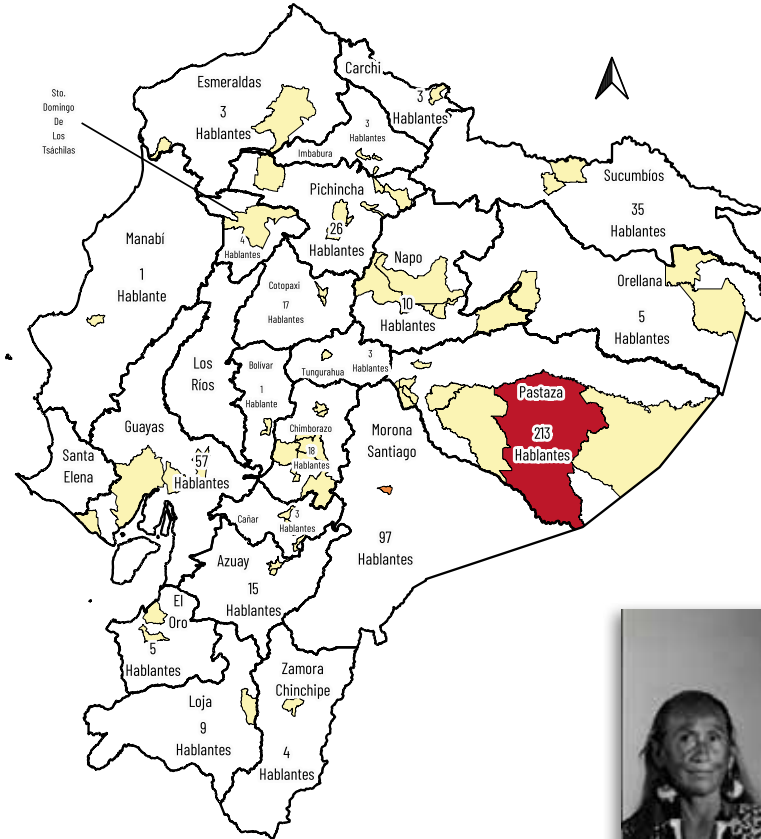 Carchi
3
Hablantes
Esmeraldas
3
Hablantes
Sto.
Domingo
De
Los
Tsáchilas
3
Hablantes
Imbabura
Sucumbíos
35
Hablantes
Pichincha
26
Hablantes
4
Hablantes
Manabí
1
Hablante
Napo
10
Hablantes
Orellana
5
Hablantes
Cotopaxi
17
Hablantes
Los
Ríos
Bolívar
1
Hablante
3
Hablantes
Tungurahua
Pastaza
213
Hablantes
Guayas
57
Hablantes
Santa
Elena
Chimborazo
18
Hablantes
Morona
Santiago
97
Hablantes
Cañar
3
Hablantes
Azuay
15
Hablantes
El
Oro
5
Hablantes
Loja
9
Hablantes
Zamora
Chinchipe
4
Hablantes